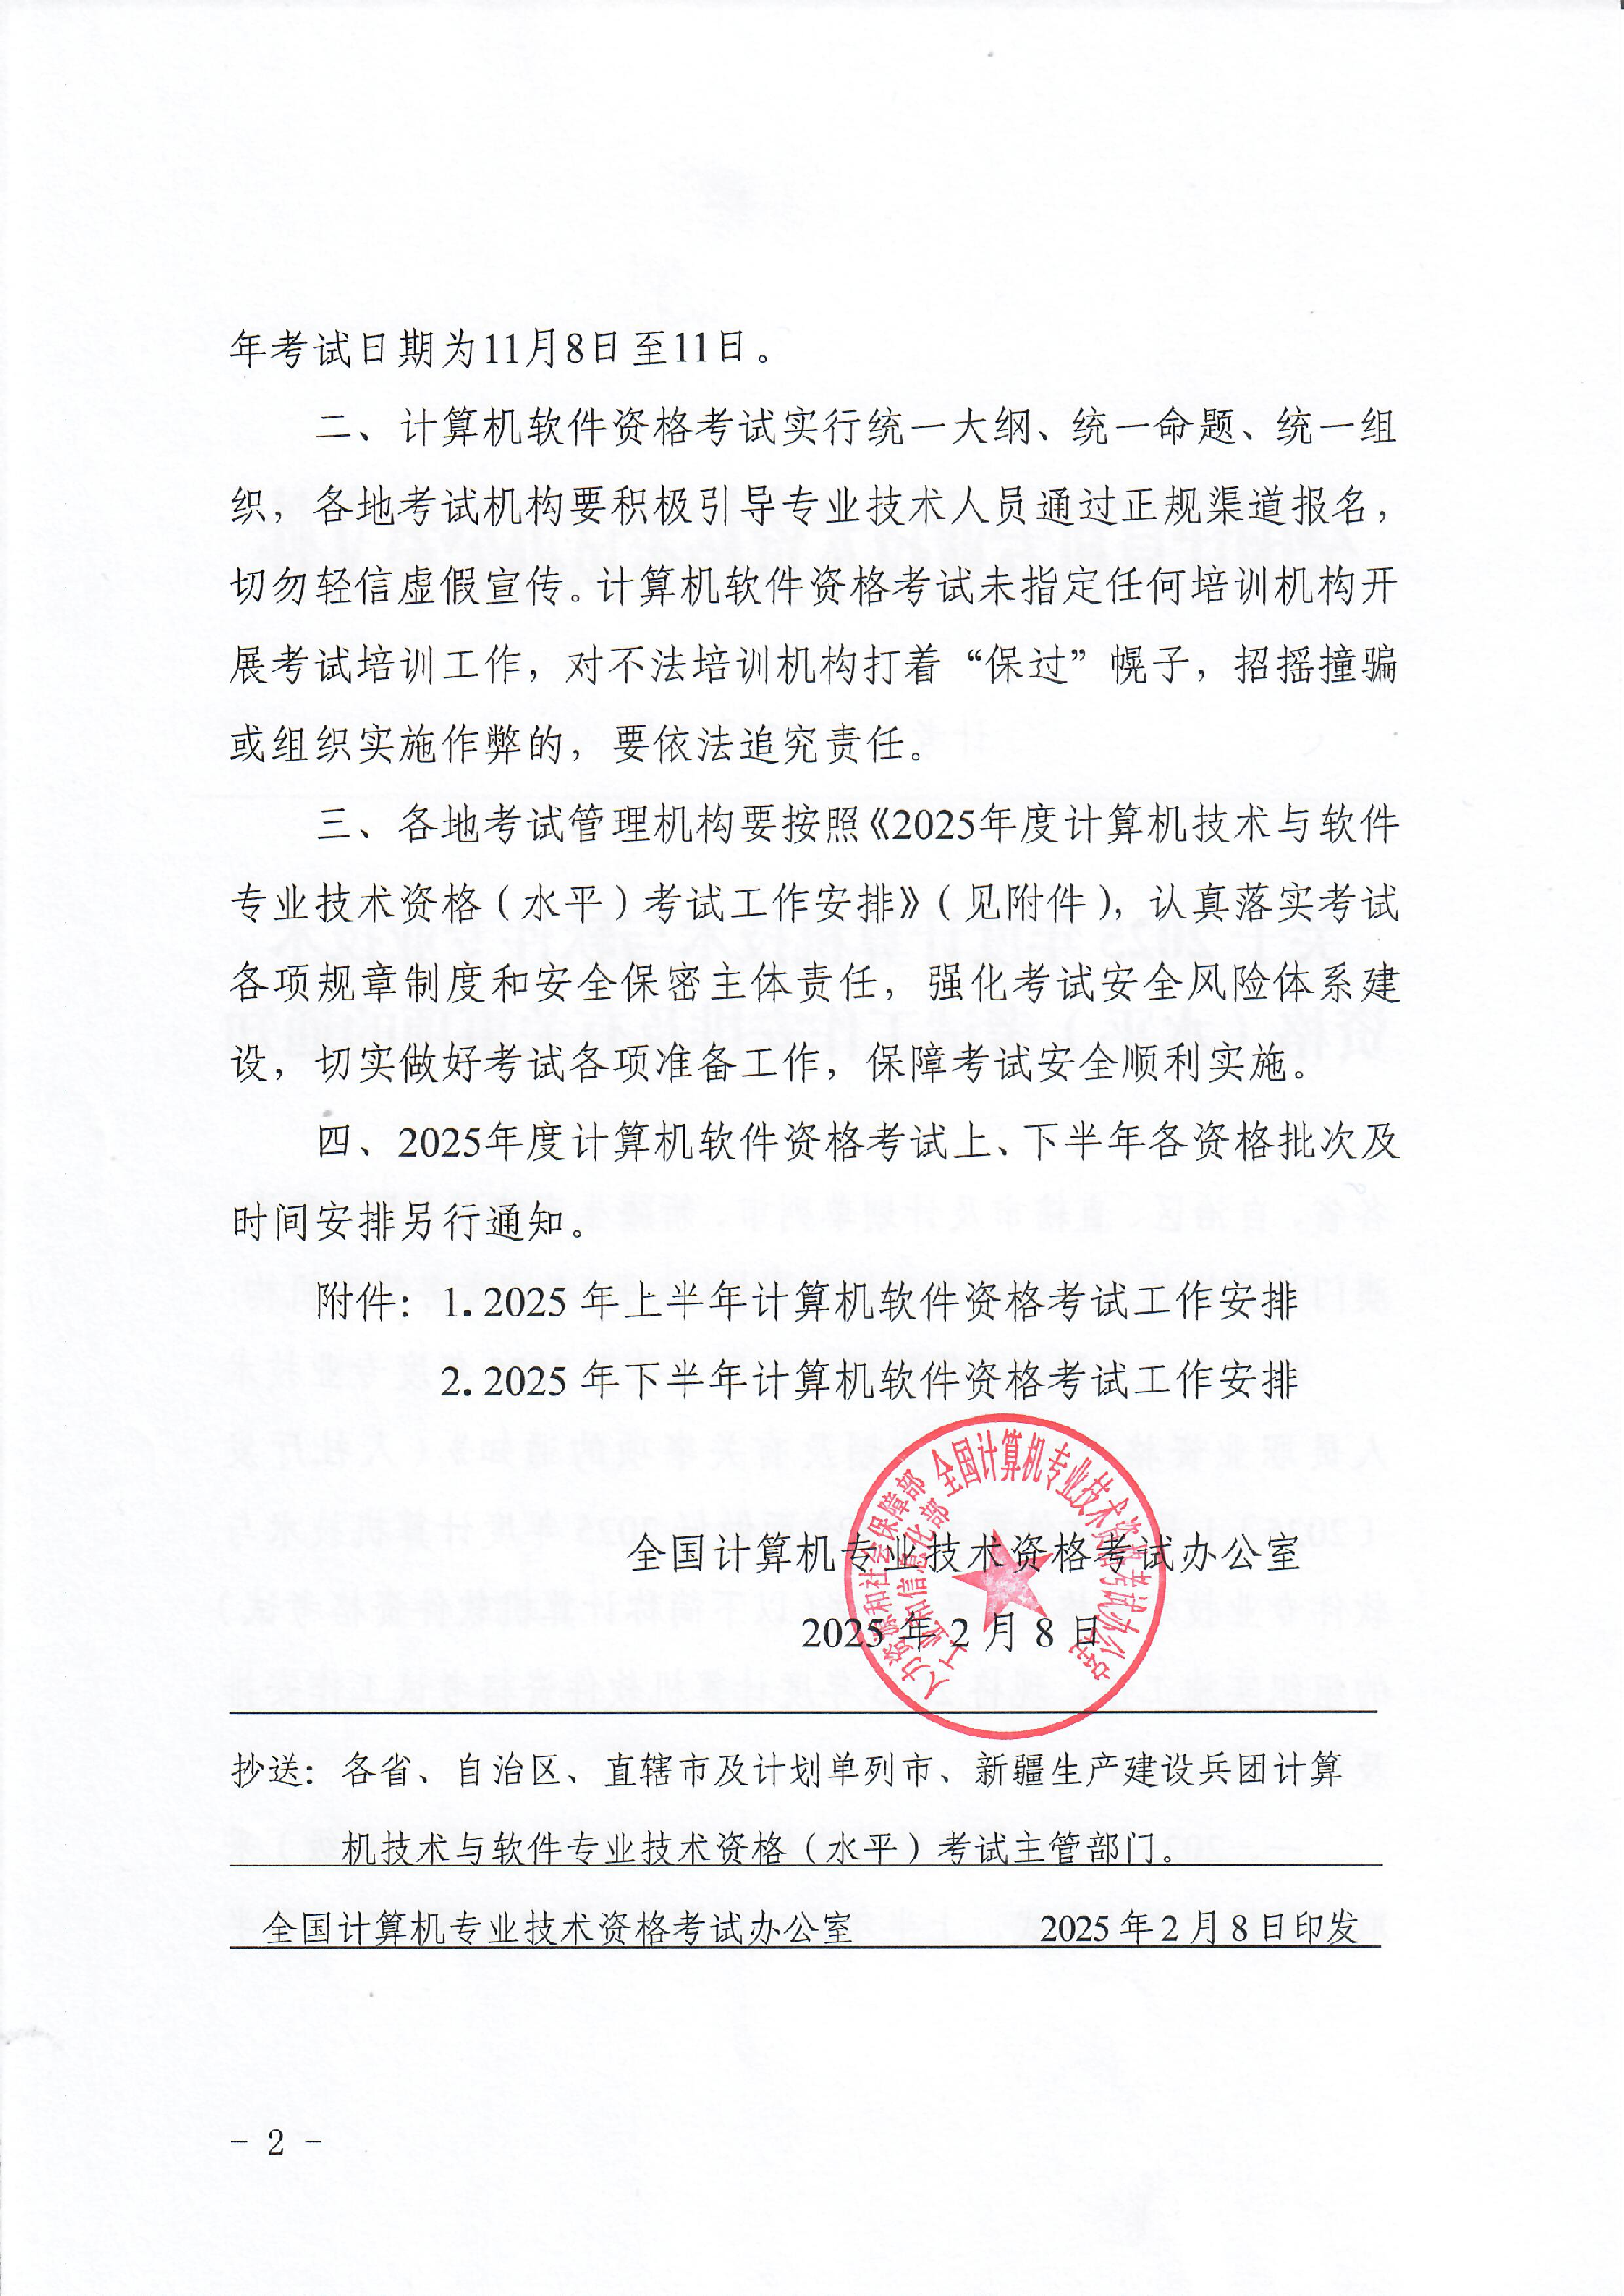 年考试日期为11月8日至11日。
二、计算机软件资格考试实行统一大纲、统一命题、统一组
织，各地考试机构要积极引导专业技术人员通过正规渠道报名，
切勿轻信虚假宣传。计算机软件资格考试未指定任何培训机构开
展考试培训工作，对不法培训机构打着“保过”幌子，招摇撞骗
或组织实施作弊的，要依法追究责任。
三、各地考试管理机构要按照《2025年度计算机技术与软件
专业技术资格（水平）考试工作安排》（见附件），认真落实考试
各项规章制度和安全保密主体责任，强化考试安全风险体系建
设，切实做好考试各项准备工作，保障考试安全顺利实施。
四、2025年度计算机软件资格考试上、下半年各资格批次及
时间安排另行通知。
附件：1. 2025 年上半年计算机软件资格考试工作安排
2. 2025 年下半年计算机软件资格考试工作安排
人力资源和社会保障部
工业和信息化部
全国计算机专业技术资格考试办公室
全国计算机专业技术资格考试办公室
2025 年 2 月 8 日
抄送：各省、自治区、直辖市及计划单列市、新疆生产建设兵团计算
机技术与软件专业技术资格（水平）考试主管部门。
全国计算机专业技术资格考试办公室 2025 年 2 月 8 日印发
- 2 -